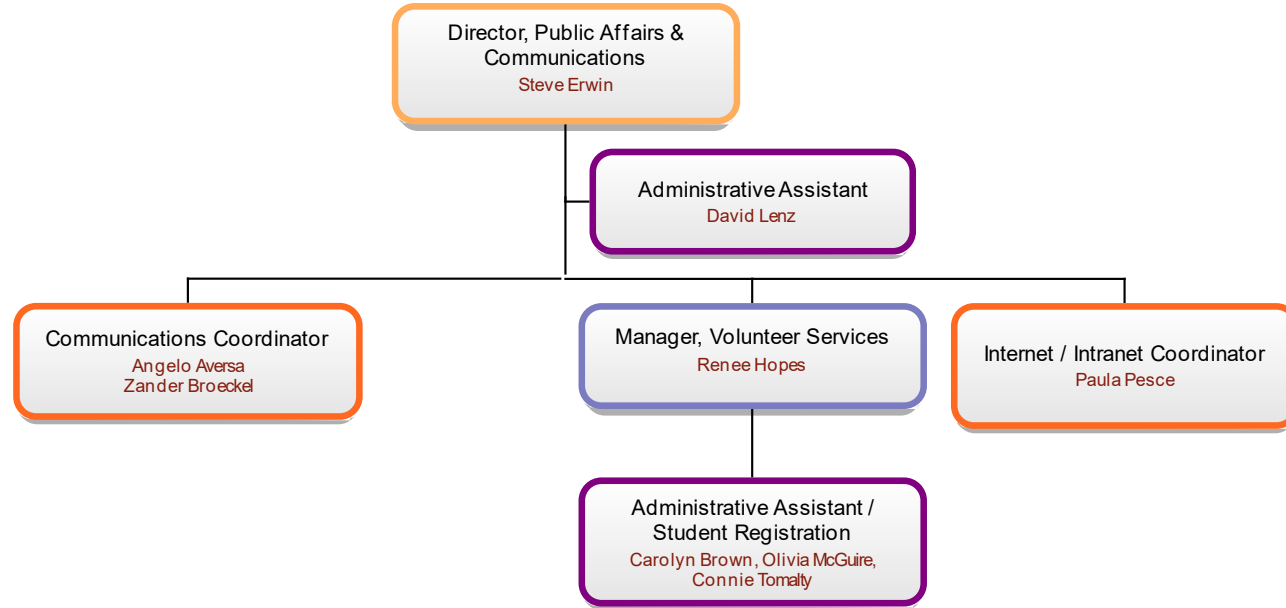 Director, Public Affairs &
Communications
Steve Erwin
Administrative Assistant
David Lenz
Communications Coordinator
Angelo Aversa
Zander Broeckel
Manager, Volunteer Services
Renee Hopes
Internet / Intranet Coordinator
Paula Pesce
Administrative Assistant /
Student Registration
Carolyn Brown, Olivia McGuire,
Connie Tomalty